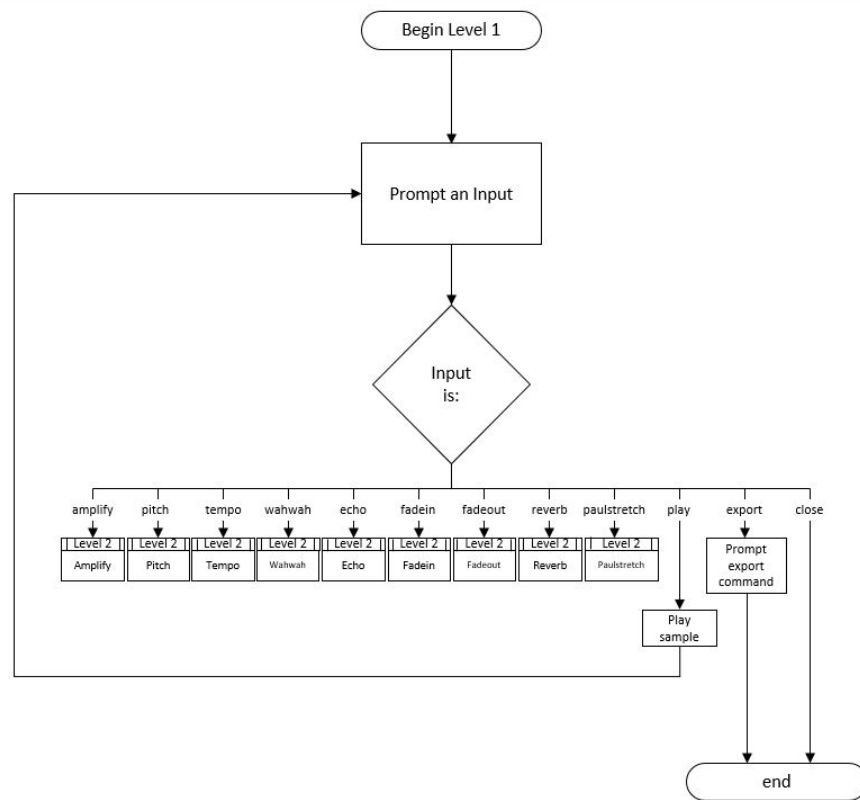 Begin Level 1
Prompt an Input
Input
is:
amplify
pitch
tempo
wahwah
echo
fadein
fadeout
reverb
paulstretch
play
export
close
Level 2
Amplify
Level 2
Pitch
Level 2
Tempo
Level 2
Wahwah
Level 2
Echo
Level 2
Fadein
Level 2
Fadeout
Level 2
Reverb
Level 2
Paulstretch
Prompt
export
command
Play
sample
end